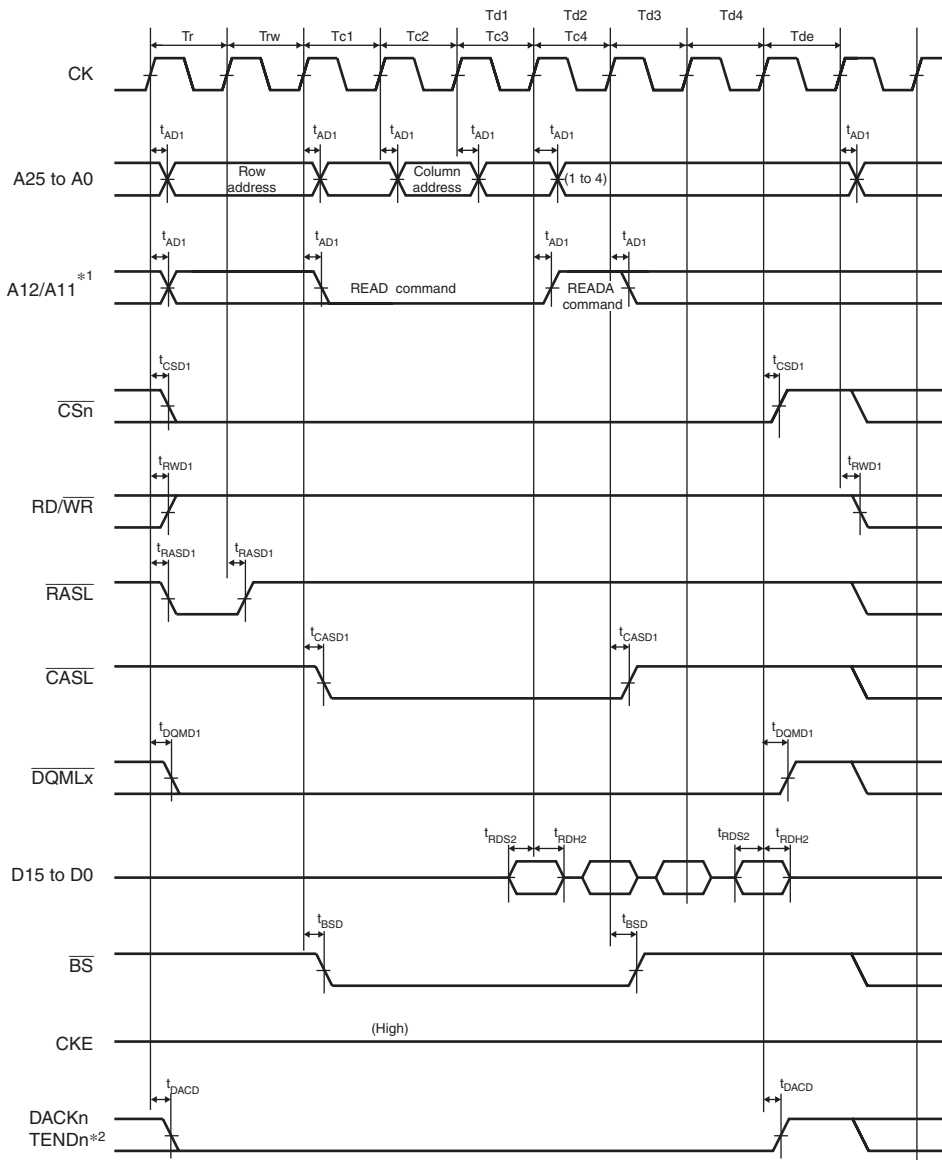 Td1 Td2 Td3 Td4
Tr Trw Tc1 Tc2 Tc3 Tc4 Tde
CK
tAD1 tAD1 tAD1 tAD1 tAD1 tAD1
A25 to A0
Row
address
Column
address
(1 to 4)
tAD1 tAD1 tAD1 tAD1
A12/A11*1
READ command
READA
command
tCSD1 tCSD1
CSn
tRWD1 tRWD1
RD/WR
tRASD1 tRASD1
RASL
tCASD1 tCASD1
CASL
tDQMD1 tDQMD1
DQMLx
tRDS2 tRDH2 tRDS2 tRDH2
D15 to D0
tBSD tBSD
BS
(High)
CKE
tDACD tDACD
DACKn
TENDn*2